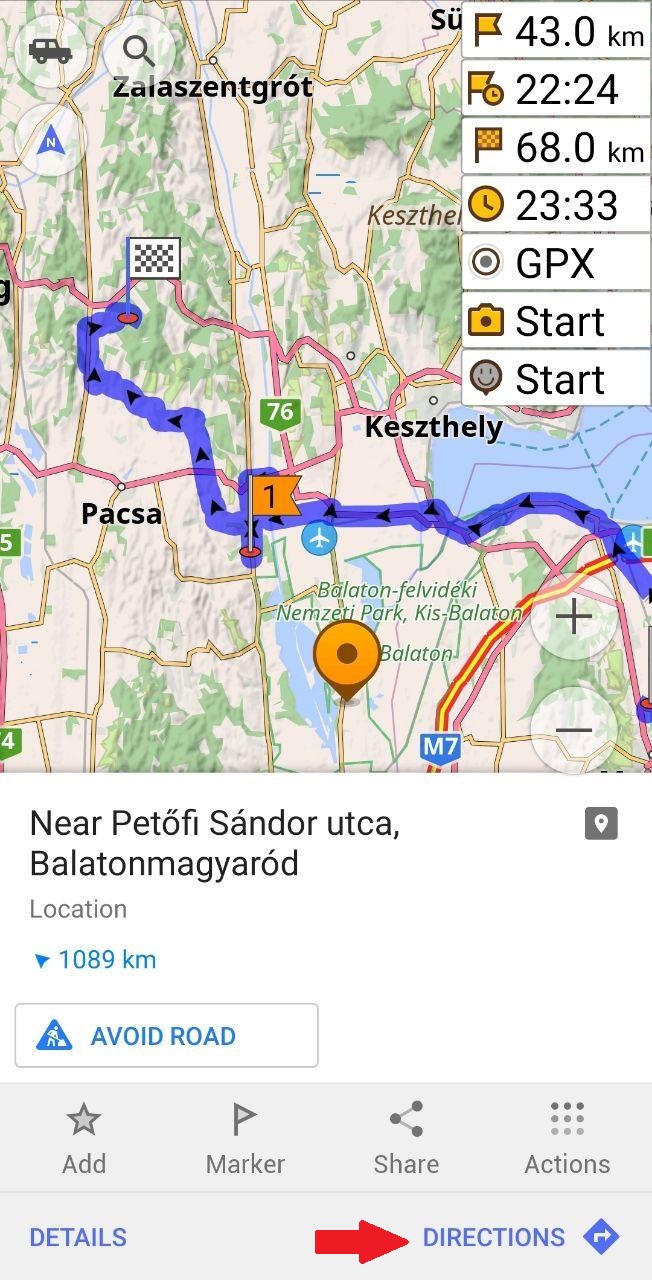 Sü
43.0 km
Zalaszentgrót
22:24
68.0 km
N
23:33
Keszthel
g
GPX
Start
Start
76
Keszthely
1
Pacsa
5
Balaton-felvidéki
Nemzeti Park, Kis-Balaton
Balaton
4
M7
Near Petőfi Sándor utca,
Balatonmagyaród
Location
1089 km
AVOID ROAD
Add
Marker
Share
Actions
DETAILS
DIRECTIONS